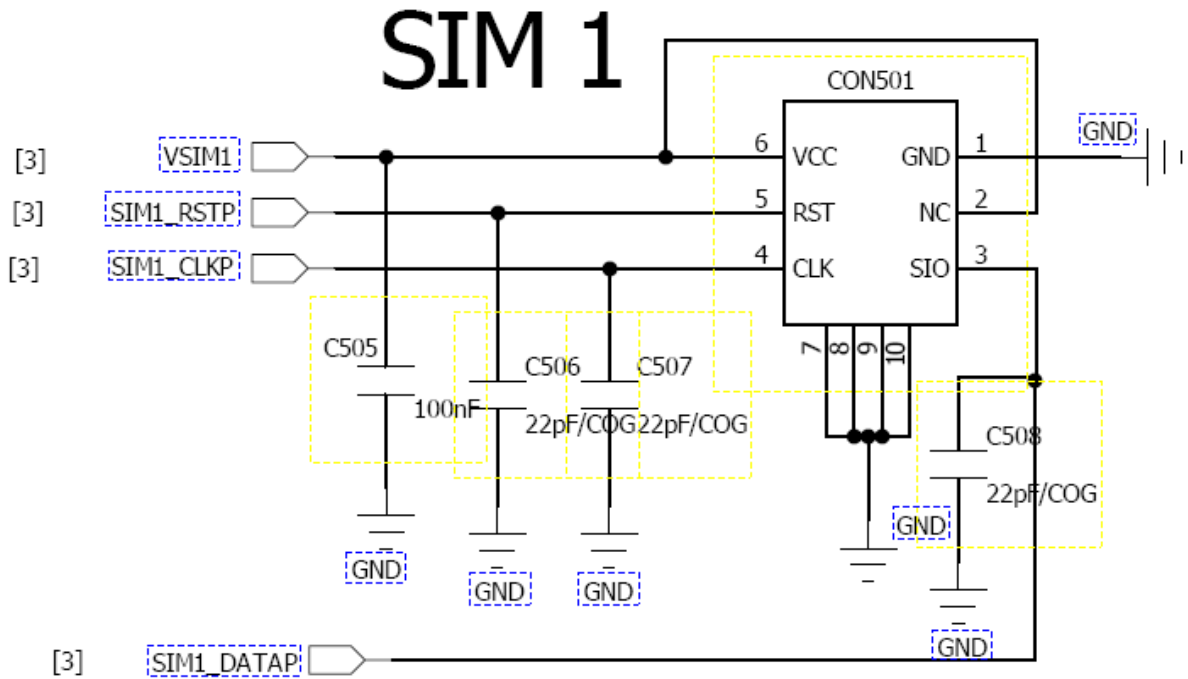 SIM 1
CON501
[3] VSIM1 6 VCC GND 1 GND
[3] SIM1_RSTP 5 RST NC 2
[3] SIM1_CLKP 4 CLK SIO 3
7 8 9 10
C505
100nF
C506
22pF/COG
C507
22pF/COG
C508
22pF/COG
GND
GND
GND
GND
GND
[3] SIM1_DATAP